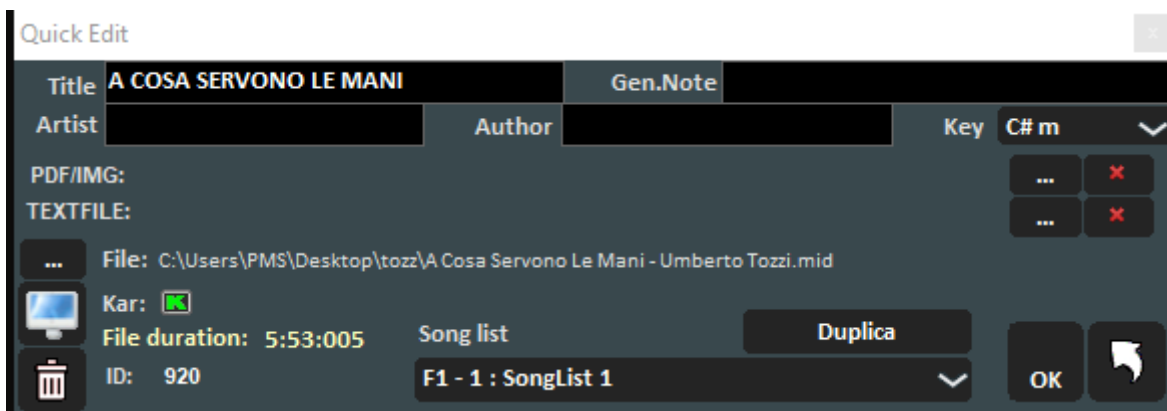 Quick Edit x
Title A COSA SERVONO LE MANI Gen.Note
Artist Author Key C# m
PDF/IMG: ...
TEXTFILE: ...
... File: C:\Users\PMS\Desktop\tozz\A Cosa Servono Le Mani - Umberto Tozzi.mid
Kar: K
File duration: 5:53:005 Song list Duplica
ID: 920 F1 - 1 : SongList 1 OK